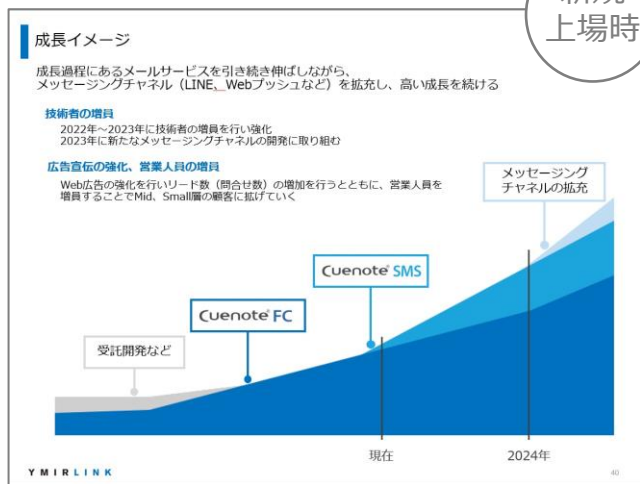 上場時
成長イメージ
成長過程にあるメールサービスを引き続き伸ばしながら、
メッセージングチャネル（LINE、Webプッシュなど）を拡充し、高い成長を続ける
技術者の増員
2022年～2023年に技術者の増員を行い強化
2023年に新たなメッセージングチャネルの開発に取り組む
広告宣伝の強化、営業人員の増員
Web広告の強化を行いリード数（問合せ数）の増加を行うとともに、営業人員を
増員することでMid、Small層の顧客に拡げていく
メッセージング
チャネルの拡充
Cuenote SMS
Cuenote FC
受託開発など
現在
2024年
YMIRLINK
40